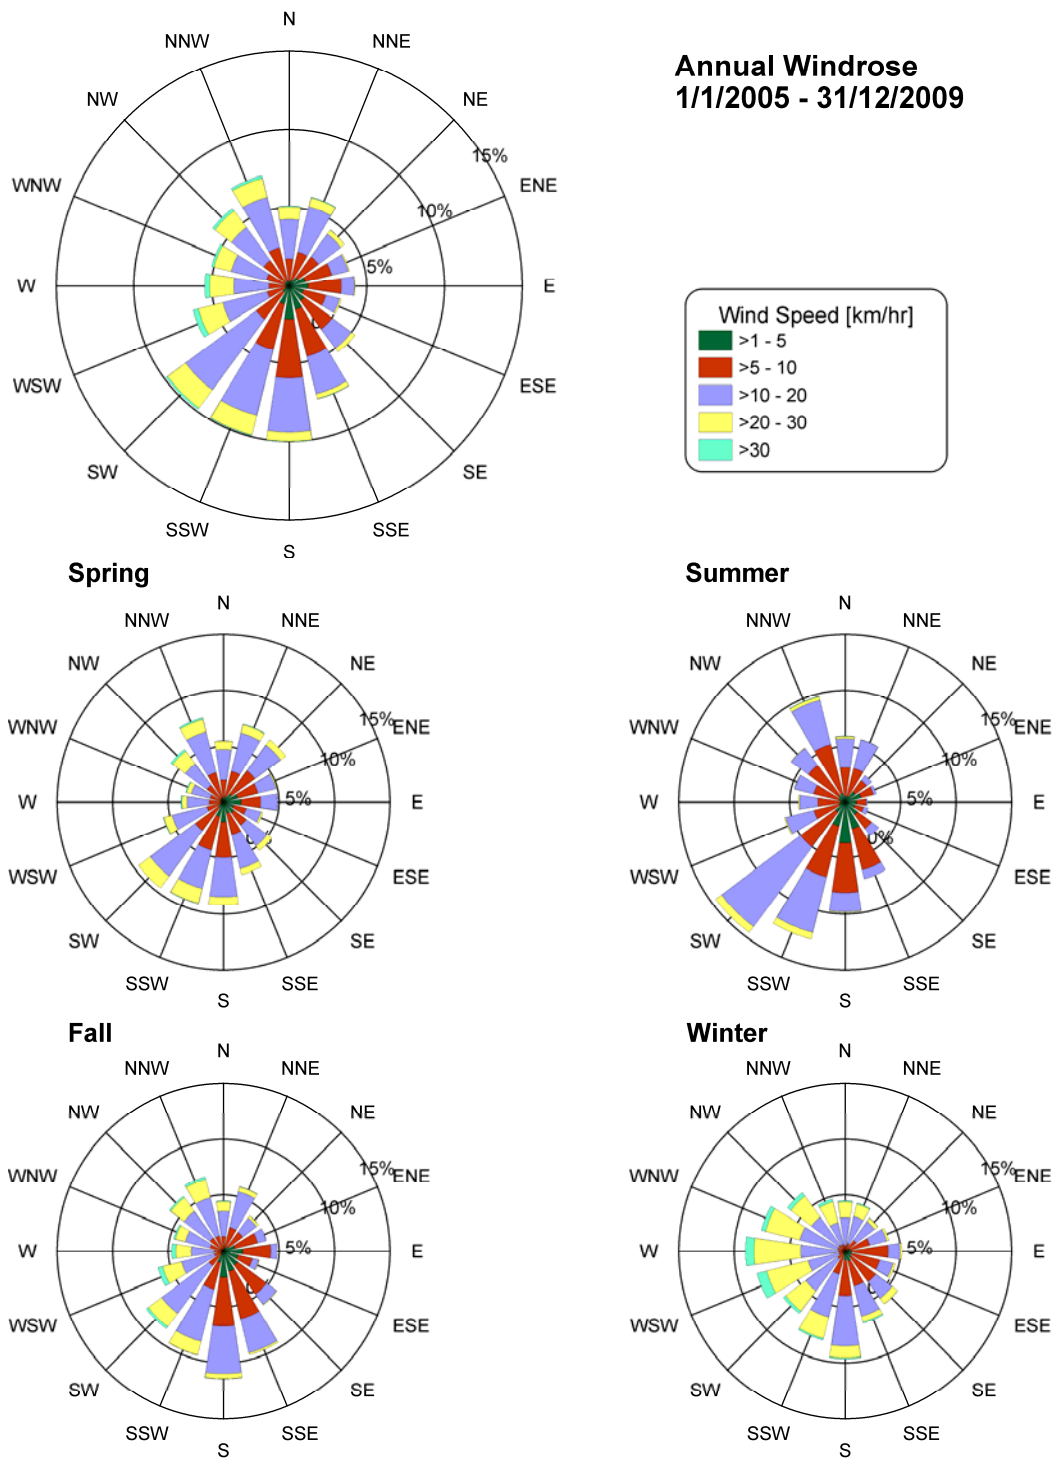 N
NNW
NNE
Annual Windrose
1/1/2005 - 31/12/2009
NW
NE
15%
WNW
ENE
10%
5%
W
E
0%
Wind Speed [km/hr]
>1 - 5
>5 - 10
>10 - 20
>20 - 30
>30
WSW
ESE
SW
SE
SSW
SSE
S
Spring
N
NNW
NNE
NW
NE
15%
WNW
ENE
10%
5%
W
E
0%
WSW
ESE
SW
SE
SSW
SSE
S
Summer
N
NNW
NNE
NW
NE
15%
WNW
ENE
10%
5%
W
E
0%
WSW
ESE
SW
SE
SSW
SSE
S
Fall
N
NNW
NNE
NW
NE
15%
WNW
ENE
10%
5%
W
E
WSW
ESE
SW
SE
SSW
SSE
S
Winter
N
NNW
NNE
NW
NE
15%
WNW
ENE
10%
5%
W
E
WSW
ESE
SW
SE
SSW
SSE
S